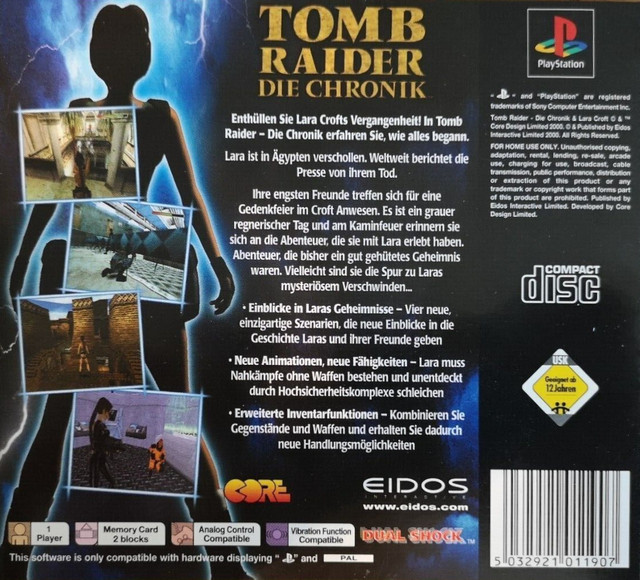 TOMB
RAIDER
DIE CHRONIK
Enthüllen Sie Lara Crofts Vergangenheit! In Tomb
Raider – Die Chronik erfahren Sie, wie alles begann.
Lara ist in Ägypten verschollen. Weltweit berichtet die
Presse von ihrem Tod.
Ihre engsten Freunde treffen sich für eine
Gedenkfeier im Croft Anwesen. Es ist ein grauer
regnerischer Tag und am Kaminfeuer erinnern sie
sich an die Abenteuer, die sie mit Lara erlebt haben.
Abenteuer, die bisher ein gut gehütetes Geheimnis
waren. Vielleicht sind sie die Spur zu Laras
mysteriösem Verschwinden...
• Einblicke in Laras Geheimnisse – Vier neue,
einzigartige Szenarien, die neue Einblicke in die
Geschichte Laras und ihrer Freunde geben
• Neue Animationen, neue Fähigkeiten – Lara muss
Nahkämpfe ohne Waffen bestehen und unentdeckt
durch Hochsicherheitskomplexe schleichen
• Erweiterte Inventarfunktionen – Kombinieren Sie
Gegenstände und Waffen und erhalten Sie dadurch
neue Handlungsmöglichkeiten
CORE
EIDOS
INTERACTIVE
www.eidos.com
1
Player
Memory Card
2 blocks
Analog Control
Compatible
Vibration Function
Compatible
DUAL SHOCK™
This software is only compatible with hardware displaying " " and PAL
PlayStation
" " and "PlayStation" are registered
trademarks of Sony Computer Entertainment Inc.
Tomb Raider - Die Chronik & Lara Croft © & ™
Core Design Limited 2000. © & Published by Eidos
Interactive Limited 2000. All Rights Reserved.
FOR HOME USE ONLY. Unauthorised copying,
adaptation, rental, lending, re-sale, arcade
use, charging for use, broadcast, cable
transmission, public performance, distribution
or extraction of this product or any
trademark or copyright work that forms part
of this product are prohibited. Published by
Eidos Interactive Limited. Developed by Core
Design Limited.
COMPACT
disc
USK
Geeignet ab
12 Jahren
5 032921 011907